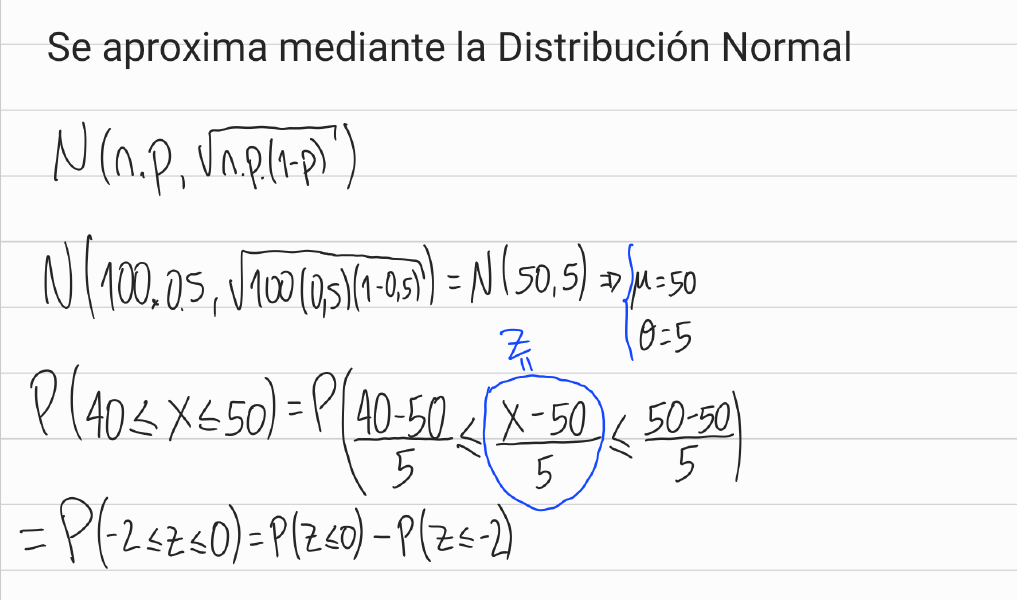 Se aproxima mediante la Distribución Normal
N(n.p, √n.p.(1-p))
N(100.0,5, √100(0,5)(1-0,5)) = N(50,5) ⇒ { μ=50
θ=5
Z
=
P(40≤X≤50) = P(40-50/5 ≤ X-50/5 ≤ 50-50/5)
= P(-2≤z≤0) = P(z≤0) - P(z≤-2)